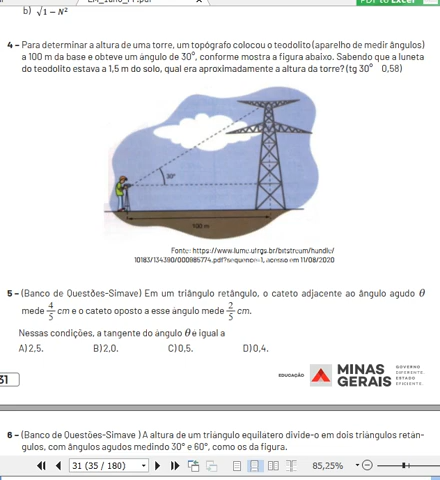 b) √1 − N²
4 – Para determinar a altura de uma torre, um topógrafo colocou o teodolito (aparelho de medir ângulos)
a 100 m da base e obteve um ângulo de 30°, conforme mostra a figura abaixo. Sabendo que a luneta
do teodolito estava a 1,5 m do solo, qual era aproximadamente a altura da torre? (tg 30° 0,58)
30°
100 m
Fonte: https://www.lume.ufrgs.br/bitstream/handle/
10183/134390/000985774.pdf?sequence=1, acesso em 11/08/2020
5 – (Banco de Questões-Simave) Em um triângulo retângulo, o cateto adjacente ao ângulo agudo θ
mede 4/5 cm e o cateto oposto a esse ângulo mede 2/5 cm.
Nessas condições, a tangente do ângulo θ é igual a
A) 2,5. B) 2,0. C) 0,5. D) 0,4.
31
EDUCAÇÃO
MINAS GERAIS
GOVERNO
DIFERENTE.
ESTADO
EFICIENTE.
6 – (Banco de Questões-Simave ) A altura de um triângulo equilátero divide-o em dois triângulos retân-
gulos, com ângulos agudos medindo 30° e 60°, como os da figura.
31 (35 / 180)
85,25%